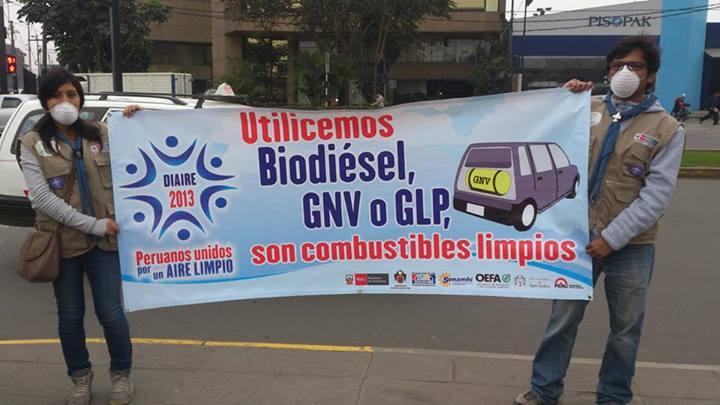 PISOPAK
Utilicemos
Biodiésel,
GNV o GLP,
son combustibles limpios
DIAIRE
2013
Peruanos unidos
por un AIRE LIMPIO
GNV
Senamhi
OEFA